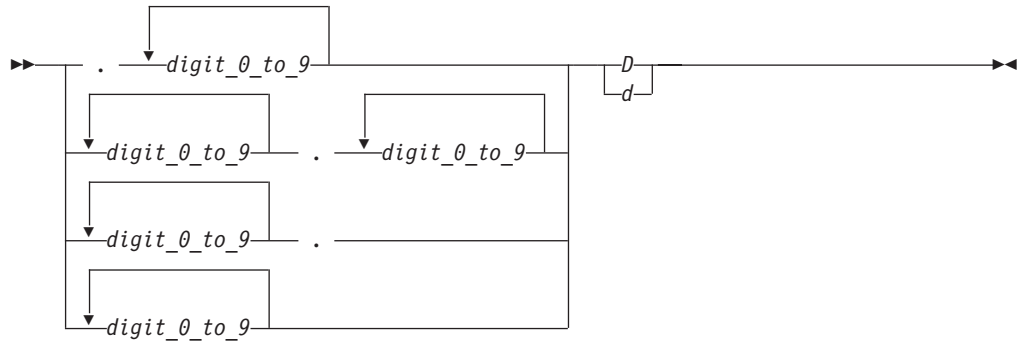 . digit_0_to_9 D
d
digit_0_to_9 . digit_0_to_9
digit_0_to_9 .
digit_0_to_9